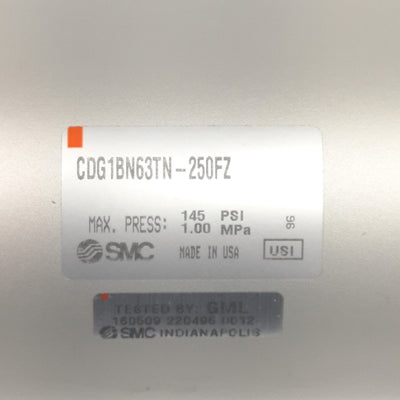 CDG1BN63TN-250FZ
MAX. PRESS: 145 PSI
1.00 MPa
96
SMC MADE IN USA USI
TESTED BY: GML
160509 220496 0012
SMC INDIANAPOLIS